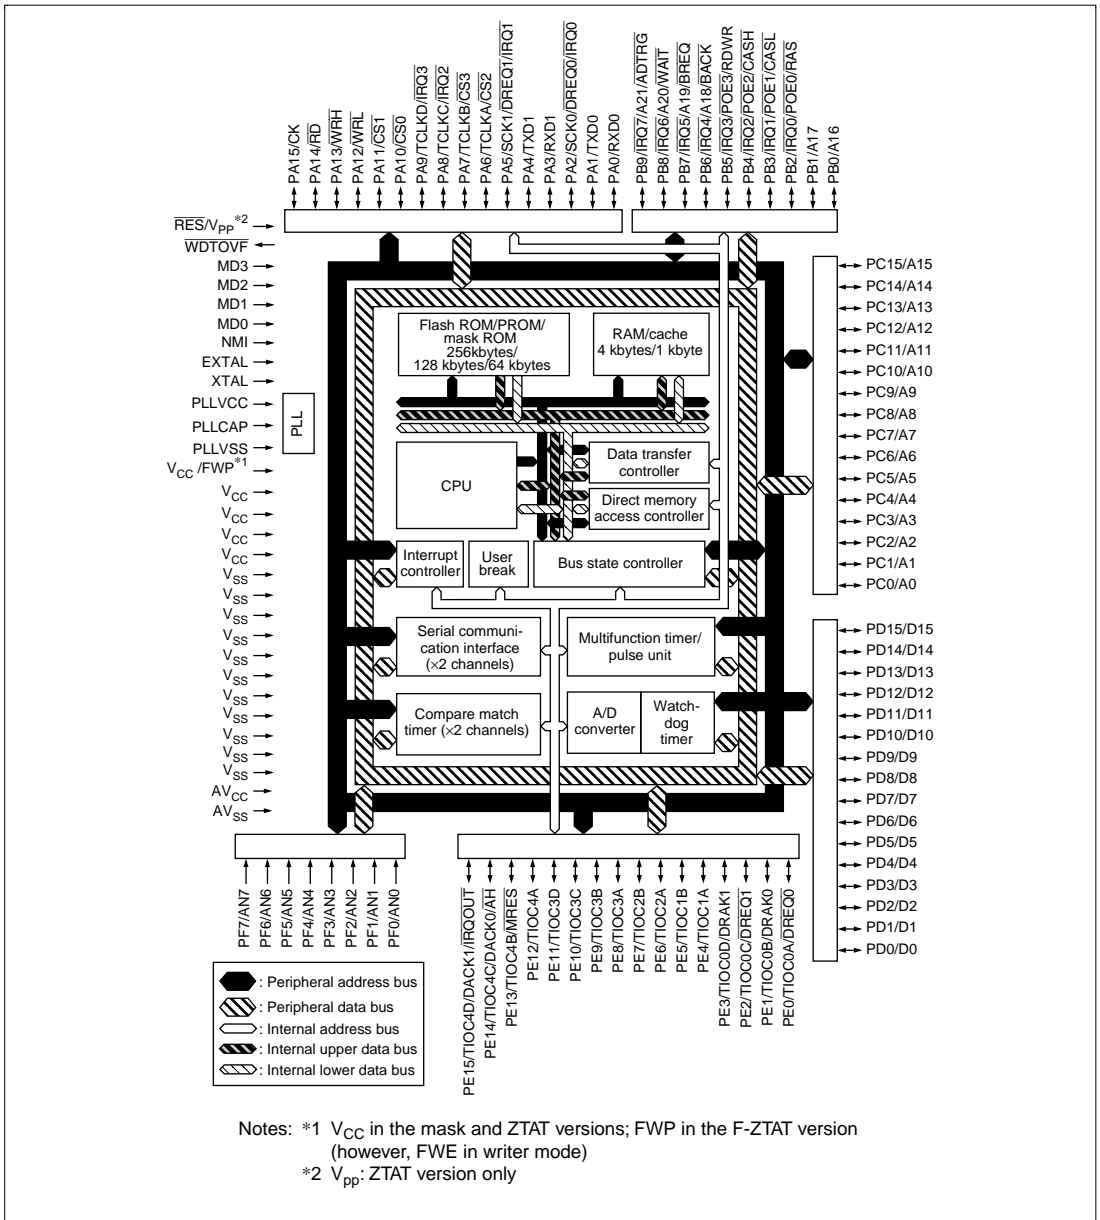 PA15/CK
PA14/RD
PA13/WRH
PA12/WRL
PA11/CS1
PA10/CS0
PA9/TCLKD/IRQ3
PA8/TCLKC/IRQ2
PA7/TCLKB/CS3
PA6/TCLKA/CS2
PA5/SCK1/DREQ1/IRQ1
PA4/TXD1
PA3/RXD1
PA2/SCK0/DREQ0/IRQ0
PA1/TXD0
PA0/RXD0
PB9/IRQ7/A21/ADTRG
PB8/IRQ6/A20/WAIT
PB7/IRQ5/A19/BREQ
PB6/IRQ4/A18/BACK
PB5/IRQ3/POE3/RDWR
PB4/IRQ2/POE2/CASH
PB3/IRQ1/POE1/CASL
PB2/IRQ0/POE0/RAS
PB1/A17
PB0/A16
RES/VPP*2
WDTOVF
MD3
MD2
MD1
MD0
NMI
EXTAL
XTAL
PLLVCC
PLLCAP
PLLVSS
VCC /FWP*1
VCC
VCC
VCC
VCC
VSS
VSS
VSS
VSS
VSS
VSS
VSS
VSS
VSS
VSS
VSS
AVCC
AVSS
PLL
Flash ROM/PROM/
mask ROM
256kbytes/
128 kbytes/64 kbytes
RAM/cache
4 kbytes/1 kbyte
CPU
Data transfer
controller
Direct memory
access controller
Interrupt
controller
User
break
Bus state controller
Serial communi-
cation interface
(×2 channels)
Multifunction timer/
pulse unit
Compare match
timer (×2 channels)
A/D
converter
Watch-
dog
timer
PC15/A15
PC14/A14
PC13/A13
PC12/A12
PC11/A11
PC10/A10
PC9/A9
PC8/A8
PC7/A7
PC6/A6
PC5/A5
PC4/A4
PC3/A3
PC2/A2
PC1/A1
PC0/A0
PD15/D15
PD14/D14
PD13/D13
PD12/D12
PD11/D11
PD10/D10
PD9/D9
PD8/D8
PD7/D7
PD6/D6
PD5/D5
PD4/D4
PD3/D3
PD2/D2
PD1/D1
PD0/D0
PF7/AN7
PF6/AN6
PF5/AN5
PF4/AN4
PF3/AN3
PF2/AN2
PF1/AN1
PF0/AN0
PE15/TIOC4D/DACK1/IRQOUT
PE14/TIOC4C/DACK0/AH
PE13/TIOC4B/MRES
PE12/TIOC4A
PE11/TIOC3D
PE10/TIOC3C
PE9/TIOC3B
PE8/TIOC3A
PE7/TIOC2B
PE6/TIOC2A
PE5/TIOC1B
PE4/TIOC1A
PE3/TIOC0D/DRAK1
PE2/TIOC0C/DREQ1
PE1/TIOC0B/DRAK0
PE0/TIOC0A/DREQ0
: Peripheral address bus
: Peripheral data bus
: Internal address bus
: Internal upper data bus
: Internal lower data bus
Notes: *1 VCC in the mask and ZTAT versions; FWP in the F-ZTAT version
(however, FWE in writer mode)
*2 Vpp: ZTAT version only